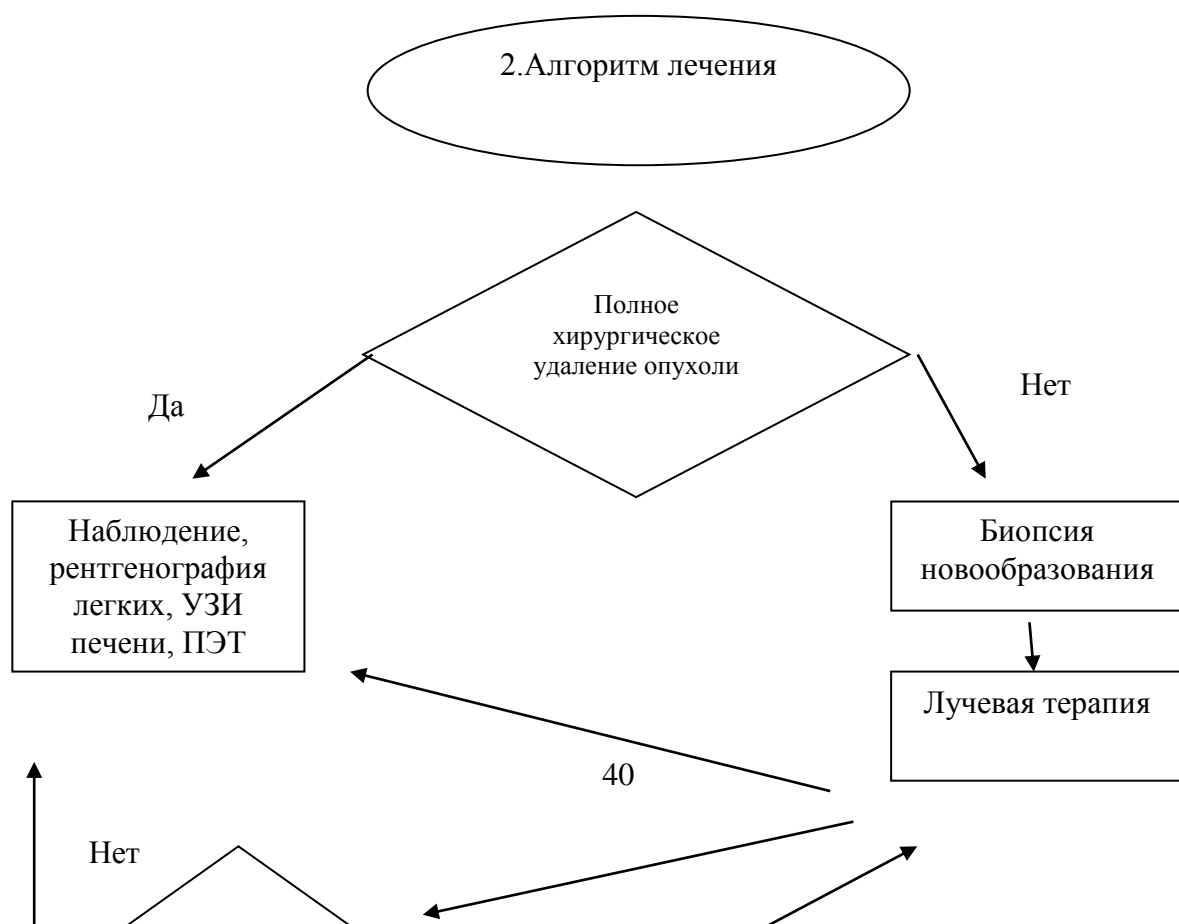 2.Алгоритм лечения
Полное
хирургическое
удаление опухоли
Да
Нет
Наблюдение,
рентгенография
легких, УЗИ
печени, ПЭТ
Биопсия
новообразования
Лучевая терапия
40
Нет